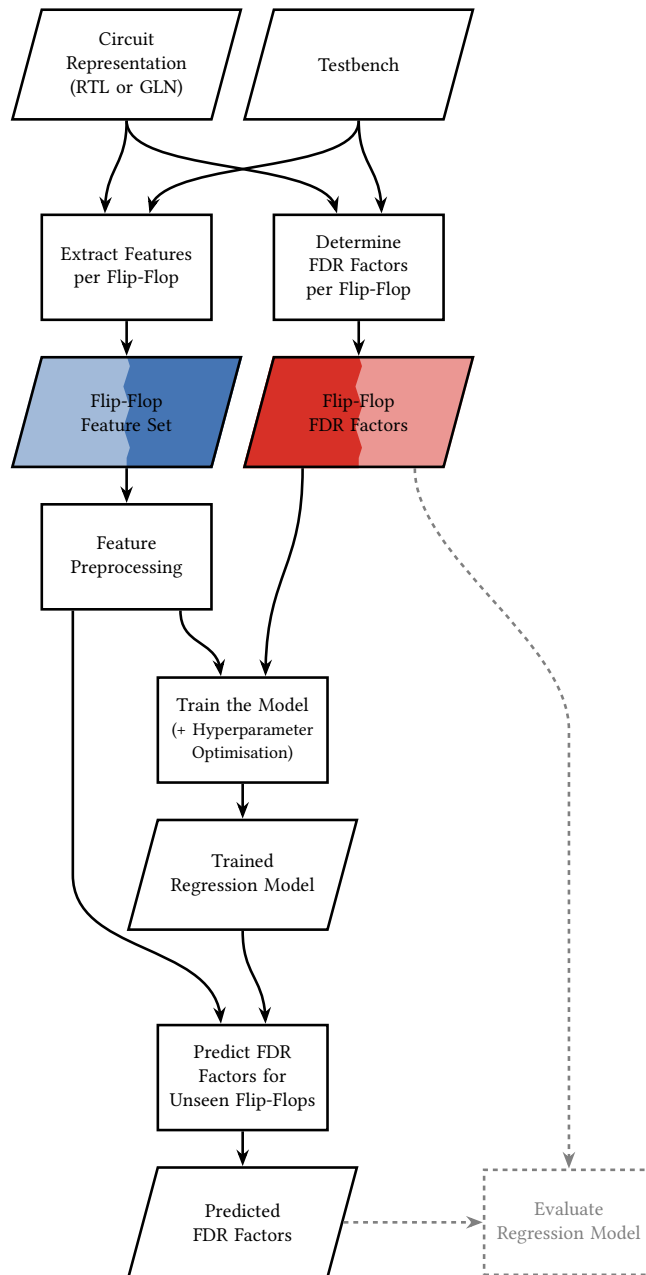 Circuit
Representation
(RTL or GLN)
Testbench
Extract Features
per Flip-Flop
Determine
FDR Factors
per Flip-Flop
Flip-Flop
Feature Set
Flip-Flop
FDR Factors
Feature
Preprocessing
Train the Model
(+ Hyperparameter
Optimisation)
Trained
Regression Model
Predict FDR
Factors for
Unseen Flip-Flops
Predicted
FDR Factors
Evaluate
Regression Model